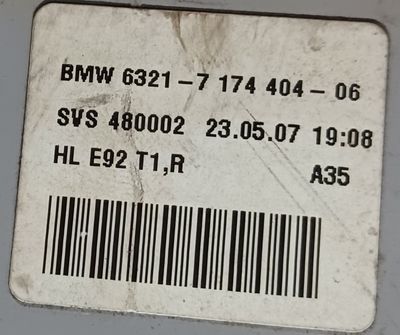 BMW 6321-7 174 404-06
SVS 480002 23.05.07 19:08
HL E92 T1,R A35